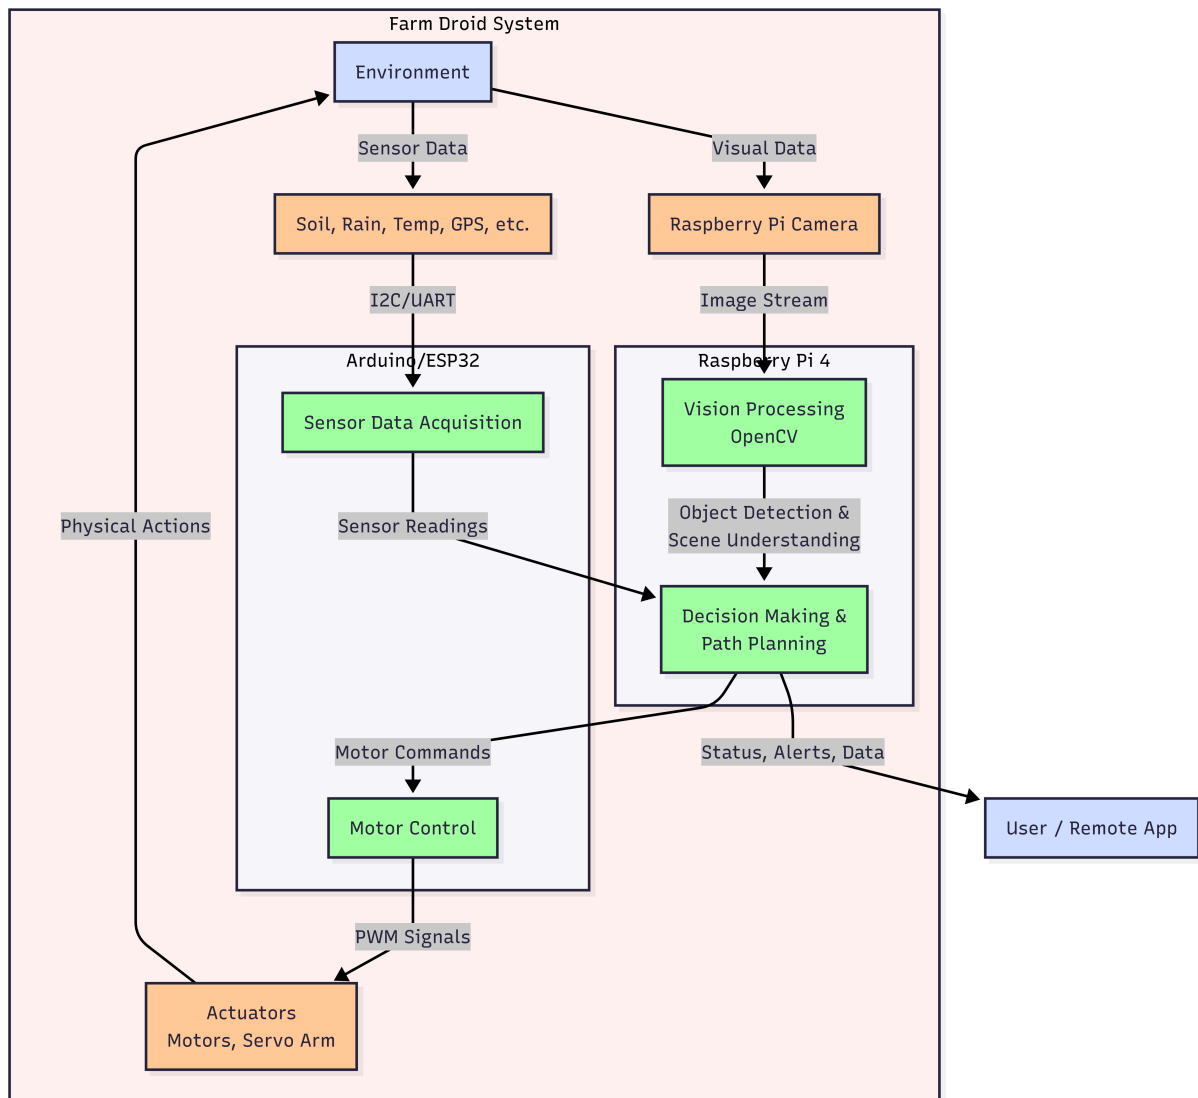 Farm Droid System
Environment
Sensor Data
Visual Data
Soil, Rain, Temp, GPS, etc.
Raspberry Pi Camera
I2C/UART
Image Stream
Arduino/ESP32
Raspberry Pi 4
Sensor Data Acquisition
Vision Processing
OpenCV
Physical Actions
Sensor Readings
Object Detection &
Scene Understanding
Decision Making &
Path Planning
Motor Commands
Status, Alerts, Data
Motor Control
User / Remote App
PWM Signals
Actuators
Motors, Servo Arm